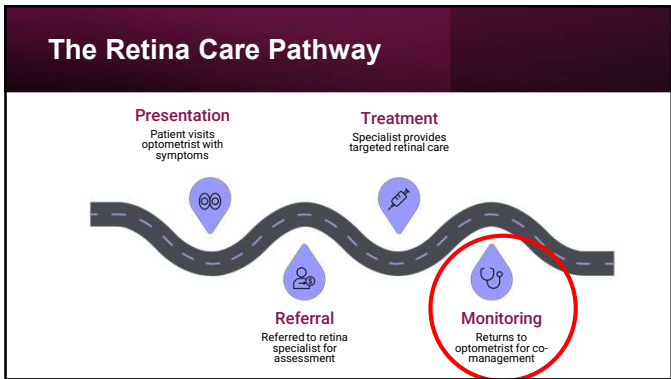 The Retina Care Pathway
Presentation
Patient visits
optometrist with
symptoms
Treatment
Specialist provides
targeted retinal care
Referral
Referred to retina
specialist for
assessment
Monitoring
Returns to
optometrist for co-
management